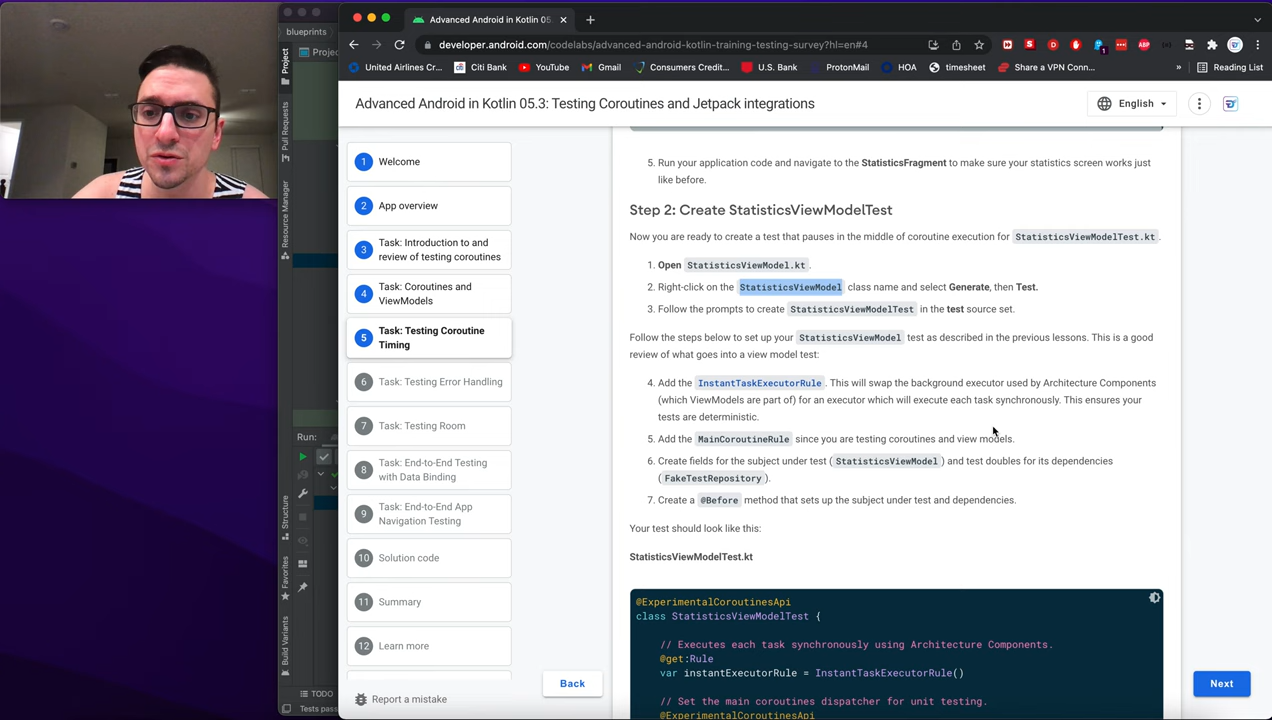 Advanced Android in Kotlin 05.
blueprints
developer.android.com/codelabs/advanced-android-kotlin-training-testing-survey?hl=en#4
United Airlines Cr...
Citi Bank
YouTube
Gmail
Consumers Credit...
U.S. Bank
ProtonMail
HOA
timesheet
Share a VPN Conn...
»
Reading List
Project
Projec
Pull Requests
Resource Manager
Structure
Favorites
Build Variants
Run:
TODO
Tests pass
Advanced Android in Kotlin 05.3: Testing Coroutines and Jetpack integrations
English
1 Welcome
2 App overview
3 Task: Introduction to and
review of testing coroutines
4 Task: Coroutines and
ViewModels
5 Task: Testing Coroutine
Timing
6 Task: Testing Error Handling
7 Task: Testing Room
8 Task: End-to-End Testing
with Data Binding
9 Task: End-to-End App
Navigation Testing
10 Solution code
11 Summary
12 Learn more
Report a mistake
5. Run your application code and navigate to the StatisticsFragment to make sure your statistics screen works just
like before.
Step 2: Create StatisticsViewModelTest
Now you are ready to create a test that pauses in the middle of coroutine execution for StatisticsViewModelTest.kt.
1. Open StatisticsViewModel.kt.
2. Right-click on the StatisticsViewModel class name and select Generate, then Test.
3. Follow the prompts to create StatisticsViewModelTest in the test source set.
Follow the steps below to set up your StatisticsViewModel test as described in the previous lessons. This is a good
review of what goes into a view model test:
4. Add the InstantTaskExecutorRule. This will swap the background executor used by Architecture Components
(which ViewModels are part of) for an executor which will execute each task synchronously. This ensures your
tests are deterministic.
5. Add the MainCoroutineRule since you are testing coroutines and view models.
6. Create fields for the subject under test (StatisticsViewModel) and test doubles for its dependencies
(FakeTestRepository).
7. Create a @Before method that sets up the subject under test and dependencies.
Your test should look like this:
StatisticsViewModelTest.kt
@ExperimentalCoroutinesApi
class StatisticsViewModelTest {
// Executes each task synchronously using Architecture Components.
@get:Rule
var instantExecutorRule = InstantTaskExecutorRule()
// Set the main coroutines dispatcher for unit testing.
@ExperimentalCoroutinesApi
Back
Next